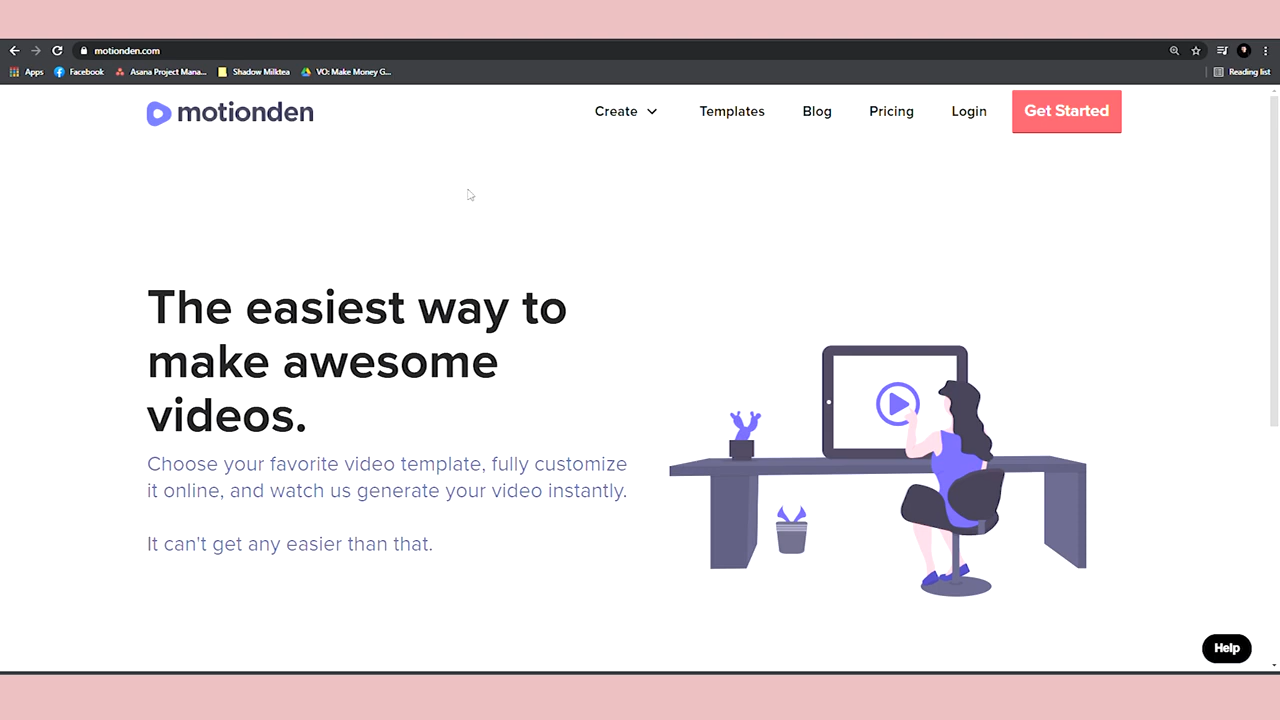 motionden.com
Apps Facebook Asana Project Mana... Shadow Milktea VO: Make Money G... Reading list
motionden Create Templates Blog Pricing Login Get Started
The easiest way to
make awesome
videos.
Choose your favorite video template, fully customize
it online, and watch us generate your video instantly.
It can't get any easier than that.
Help